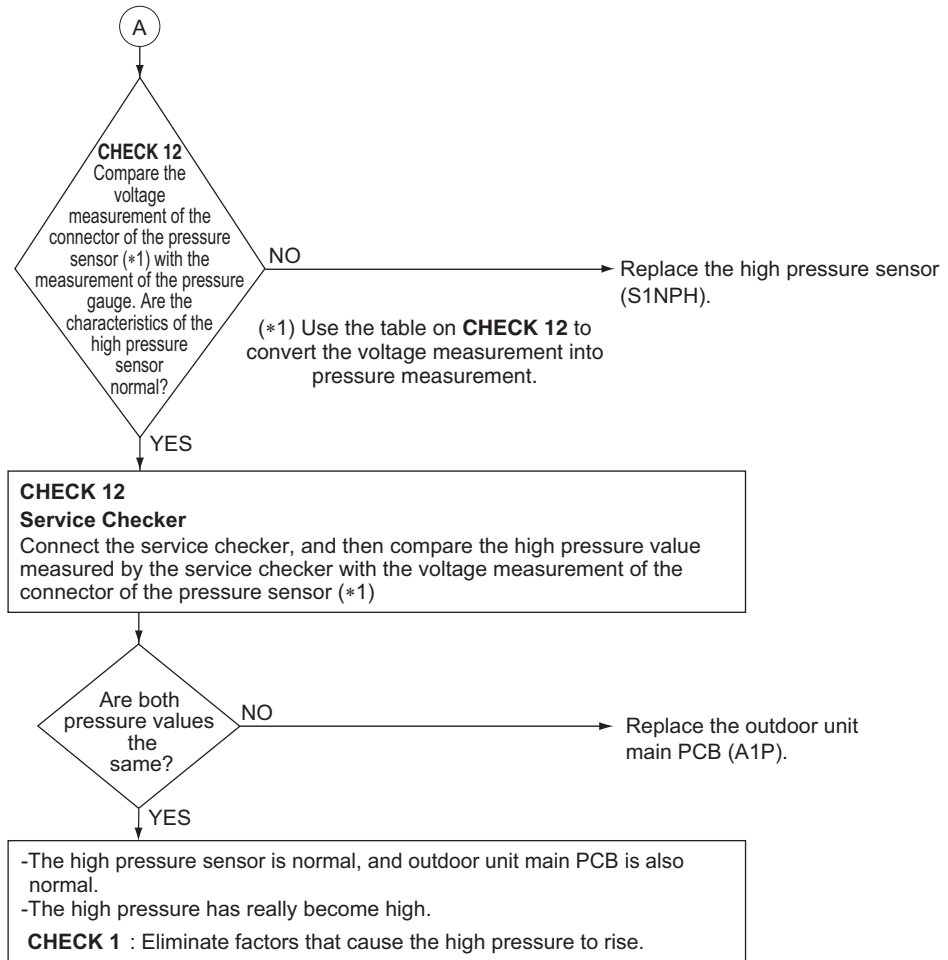 A
CHECK 12
Compare the
voltage
measurement of the
connector of the pressure
sensor (*1) with the
measurement of the pressure
gauge. Are the
characteristics of the
high pressure
sensor
normal?
NO
Replace the high pressure sensor
(S1NPH).
(*1) Use the table on CHECK 12 to
convert the voltage measurement into
pressure measurement.
YES
CHECK 12
Service Checker
Connect the service checker, and then compare the high pressure value
measured by the service checker with the voltage measurement of the
connector of the pressure sensor (*1)
Are both
pressure values
the
same?
NO
Replace the outdoor unit
main PCB (A1P).
YES
-The high pressure sensor is normal, and outdoor unit main PCB is also
normal.
-The high pressure has really become high.
CHECK 1 : Eliminate factors that cause the high pressure to rise.